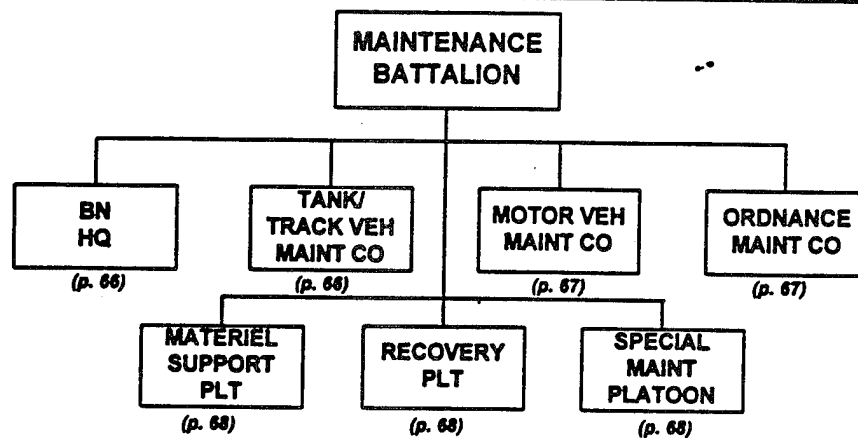 MAINTENANCE
BATTALION
BN
HQ
(p. 66)
TANK/
TRACK VEH
MAINT CO
(p. 66)
MOTOR VEH
MAINT CO
(p. 67)
ORDNANCE
MAINT CO
(p. 67)
MATERIEL
SUPPORT
PLT
(p. 68)
RECOVERY
PLT
(p. 68)
SPECIAL
MAINT
PLATOON
(p. 68)